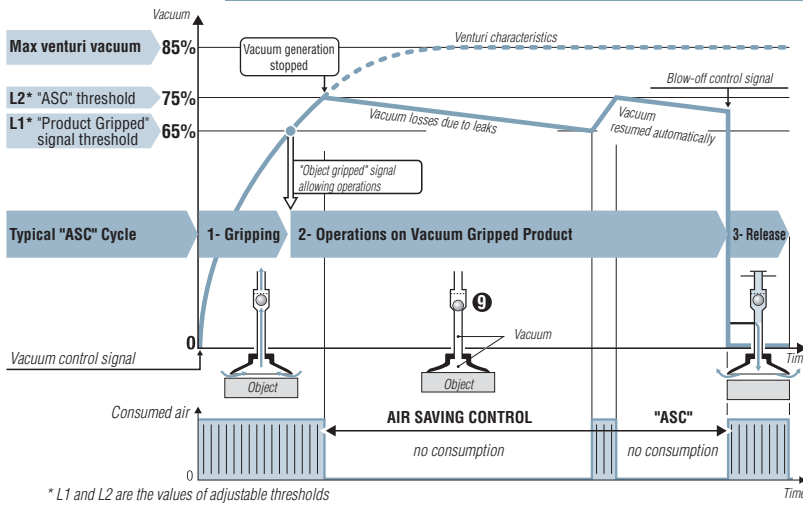 Vacuum
Max venturi vacuum
85%
Vacuum generation
stopped
Venturi characteristics
Blow-off control signal
L2* "ASC" threshold
75%
L1* "Product Gripped"
signal threshold
65%
Vacuum losses due to leaks
Vacuum
resumed automatically
"Object gripped" signal
allowing operations
Typical "ASC" Cycle
1- Gripping
2- Operations on Vacuum Gripped Product
3- Release
9
0
Vacuum
Time
Vacuum control signal
Object
Object
Consumed air
AIR SAVING CONTROL
"ASC"
no consumption
no consumption
0
Time
* L1 and L2 are the values of adjustable thresholds